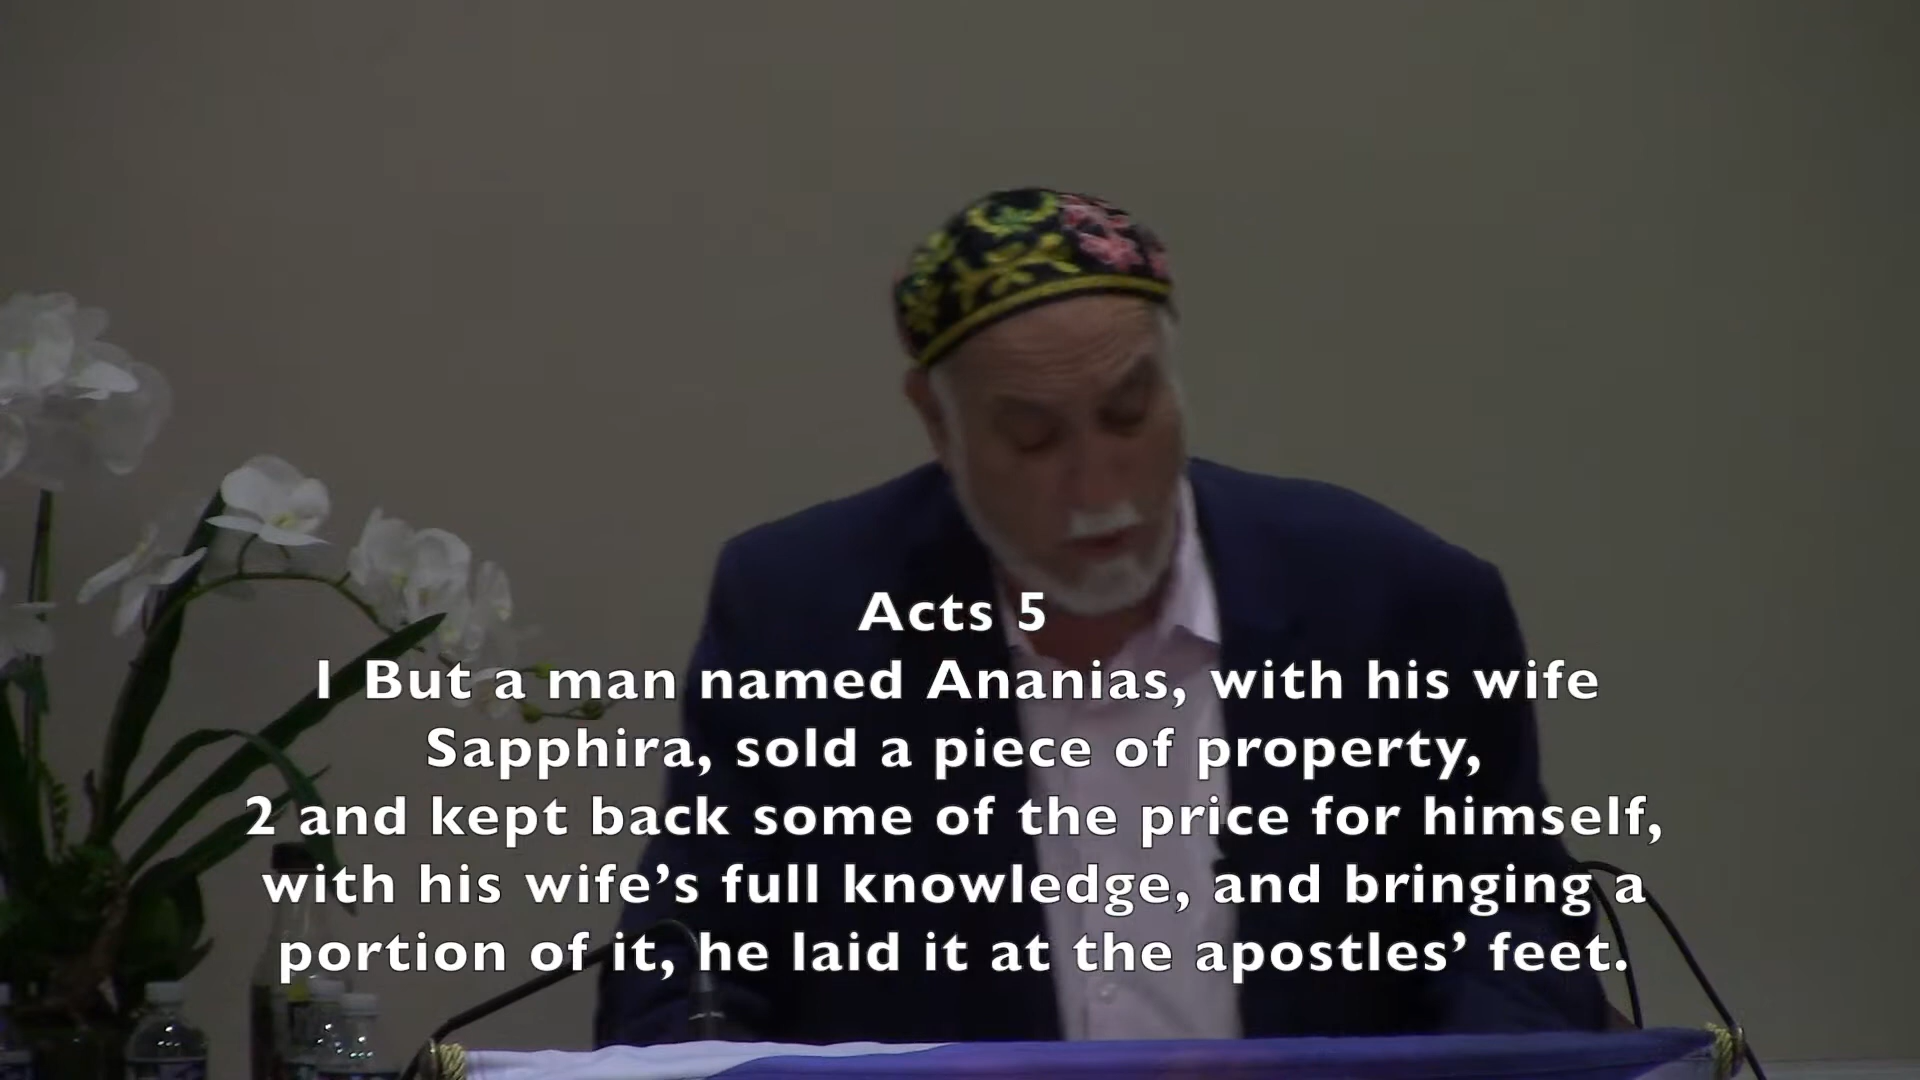 Acts 5
1 But a man named Ananias, with his wife
Sapphira, sold a piece of property,
2 and kept back some of the price for himself,
with his wife’s full knowledge, and bringing a
portion of it, he laid it at the apostles’ feet.